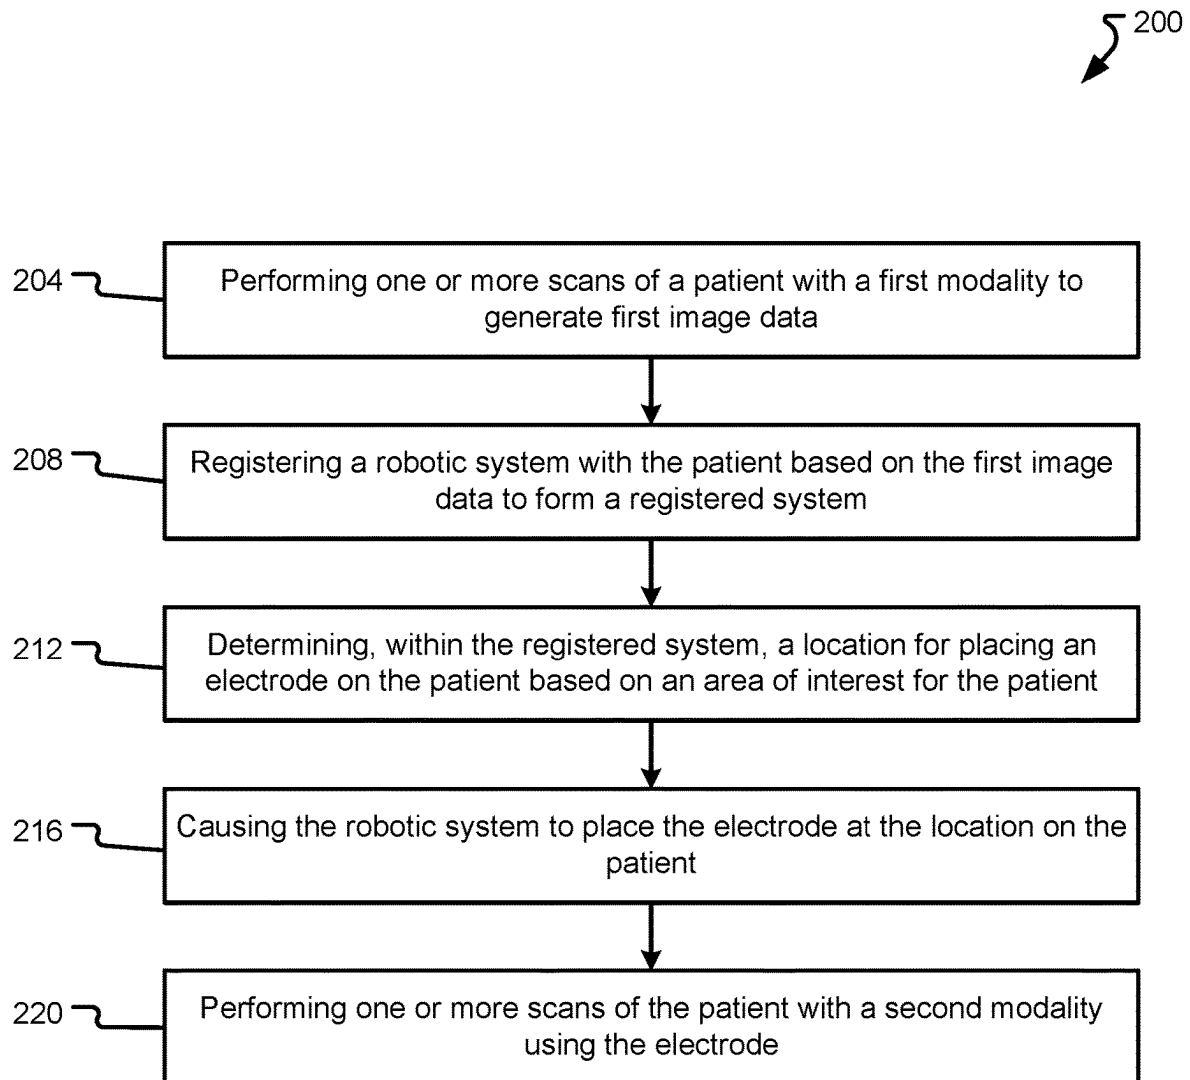 200
204
Performing one or more scans of a patient with a first modality to
generate first image data
208
Registering a robotic system with the patient based on the first image
data to form a registered system
212
Determining, within the registered system, a location for placing an
electrode on the patient based on an area of interest for the patient
216
Causing the robotic system to place the electrode at the location on the
patient
220
Performing one or more scans of the patient with a second modality
using the electrode